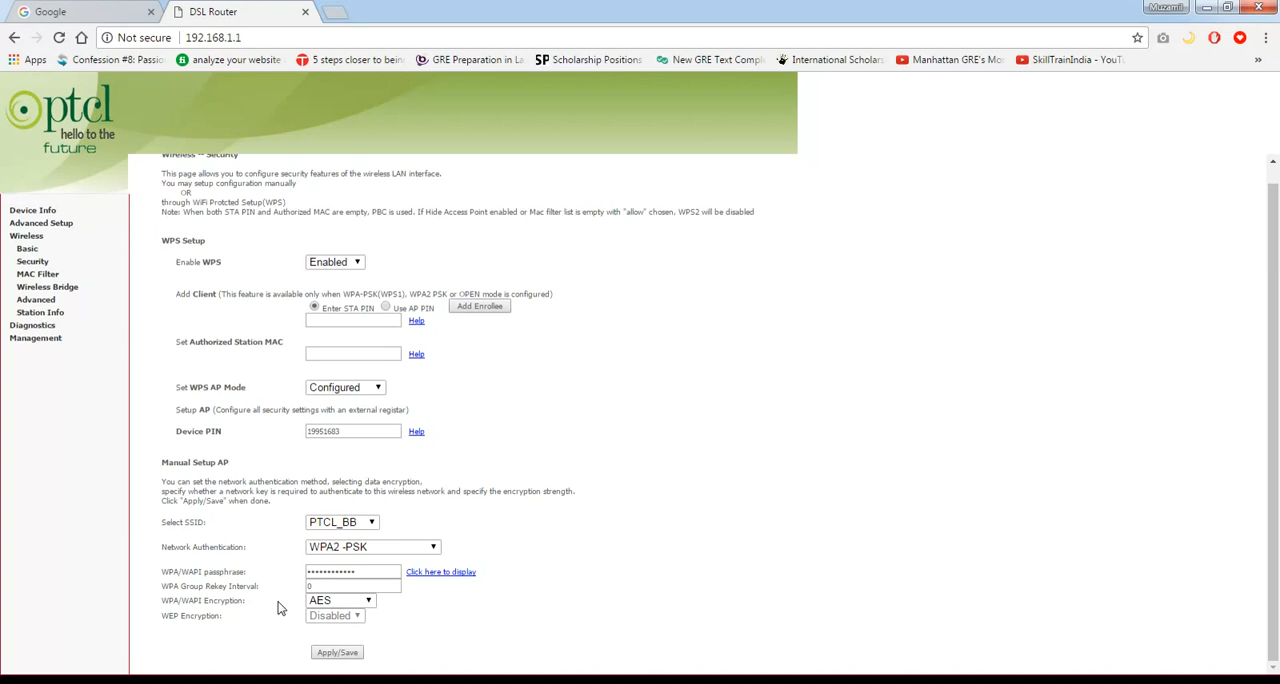 Google
DSL Router
Muzamil
Not secure
192.168.1.1
Apps
Confession #8: Passio
analyze your website
5 steps closer to bein
GRE Preparation in La
Scholarship Positions
New GRE Text Compl
International Scholars
Manhattan GRE's Mo
SkillTrainIndia - YouTu
»
ptcl
hello to the
future
Device Info
Advanced Setup
Wireless
Basic
Security
MAC Filter
Wireless Bridge
Advanced
Station Info
Diagnostics
Management
Wireless -- Security
This page allows you to configure security features of the wireless LAN interface.
You may setup configuration manually
OR
through WiFi Protcted Setup(WPS)
Note: When both STA PIN and Authorized MAC are empty, PBC is used. If Hide Access Point enabled or Mac filter list is empty with "allow" chosen, WPS2 will be disabled
WPS Setup
Enable WPS
Enabled
Add Client (This feature is available only when WPA-PSK(WPS1), WPA2 PSK or OPEN mode is configured)
Enter STA PIN
Use AP PIN
Add Enrollee
Help
Set Authorized Station MAC
Help
Set WPS AP Mode
Configured
Setup AP (Configure all security settings with an external registar)
Device PIN
19951683
Help
Manual Setup AP
You can set the network authentication method, selecting data encryption,
specify whether a network key is required to authenticate to this wireless network and specify the encryption strength.
Click "Apply/Save" when done.
Select SSID:
PTCL_BB
Network Authentication:
WPA2 -PSK
WPA/WAPI passphrase:
••••••••••••
Click here to display
WPA Group Rekey Interval:
0
WPA/WAPI Encryption:
AES
WEP Encryption:
Disabled
Apply/Save